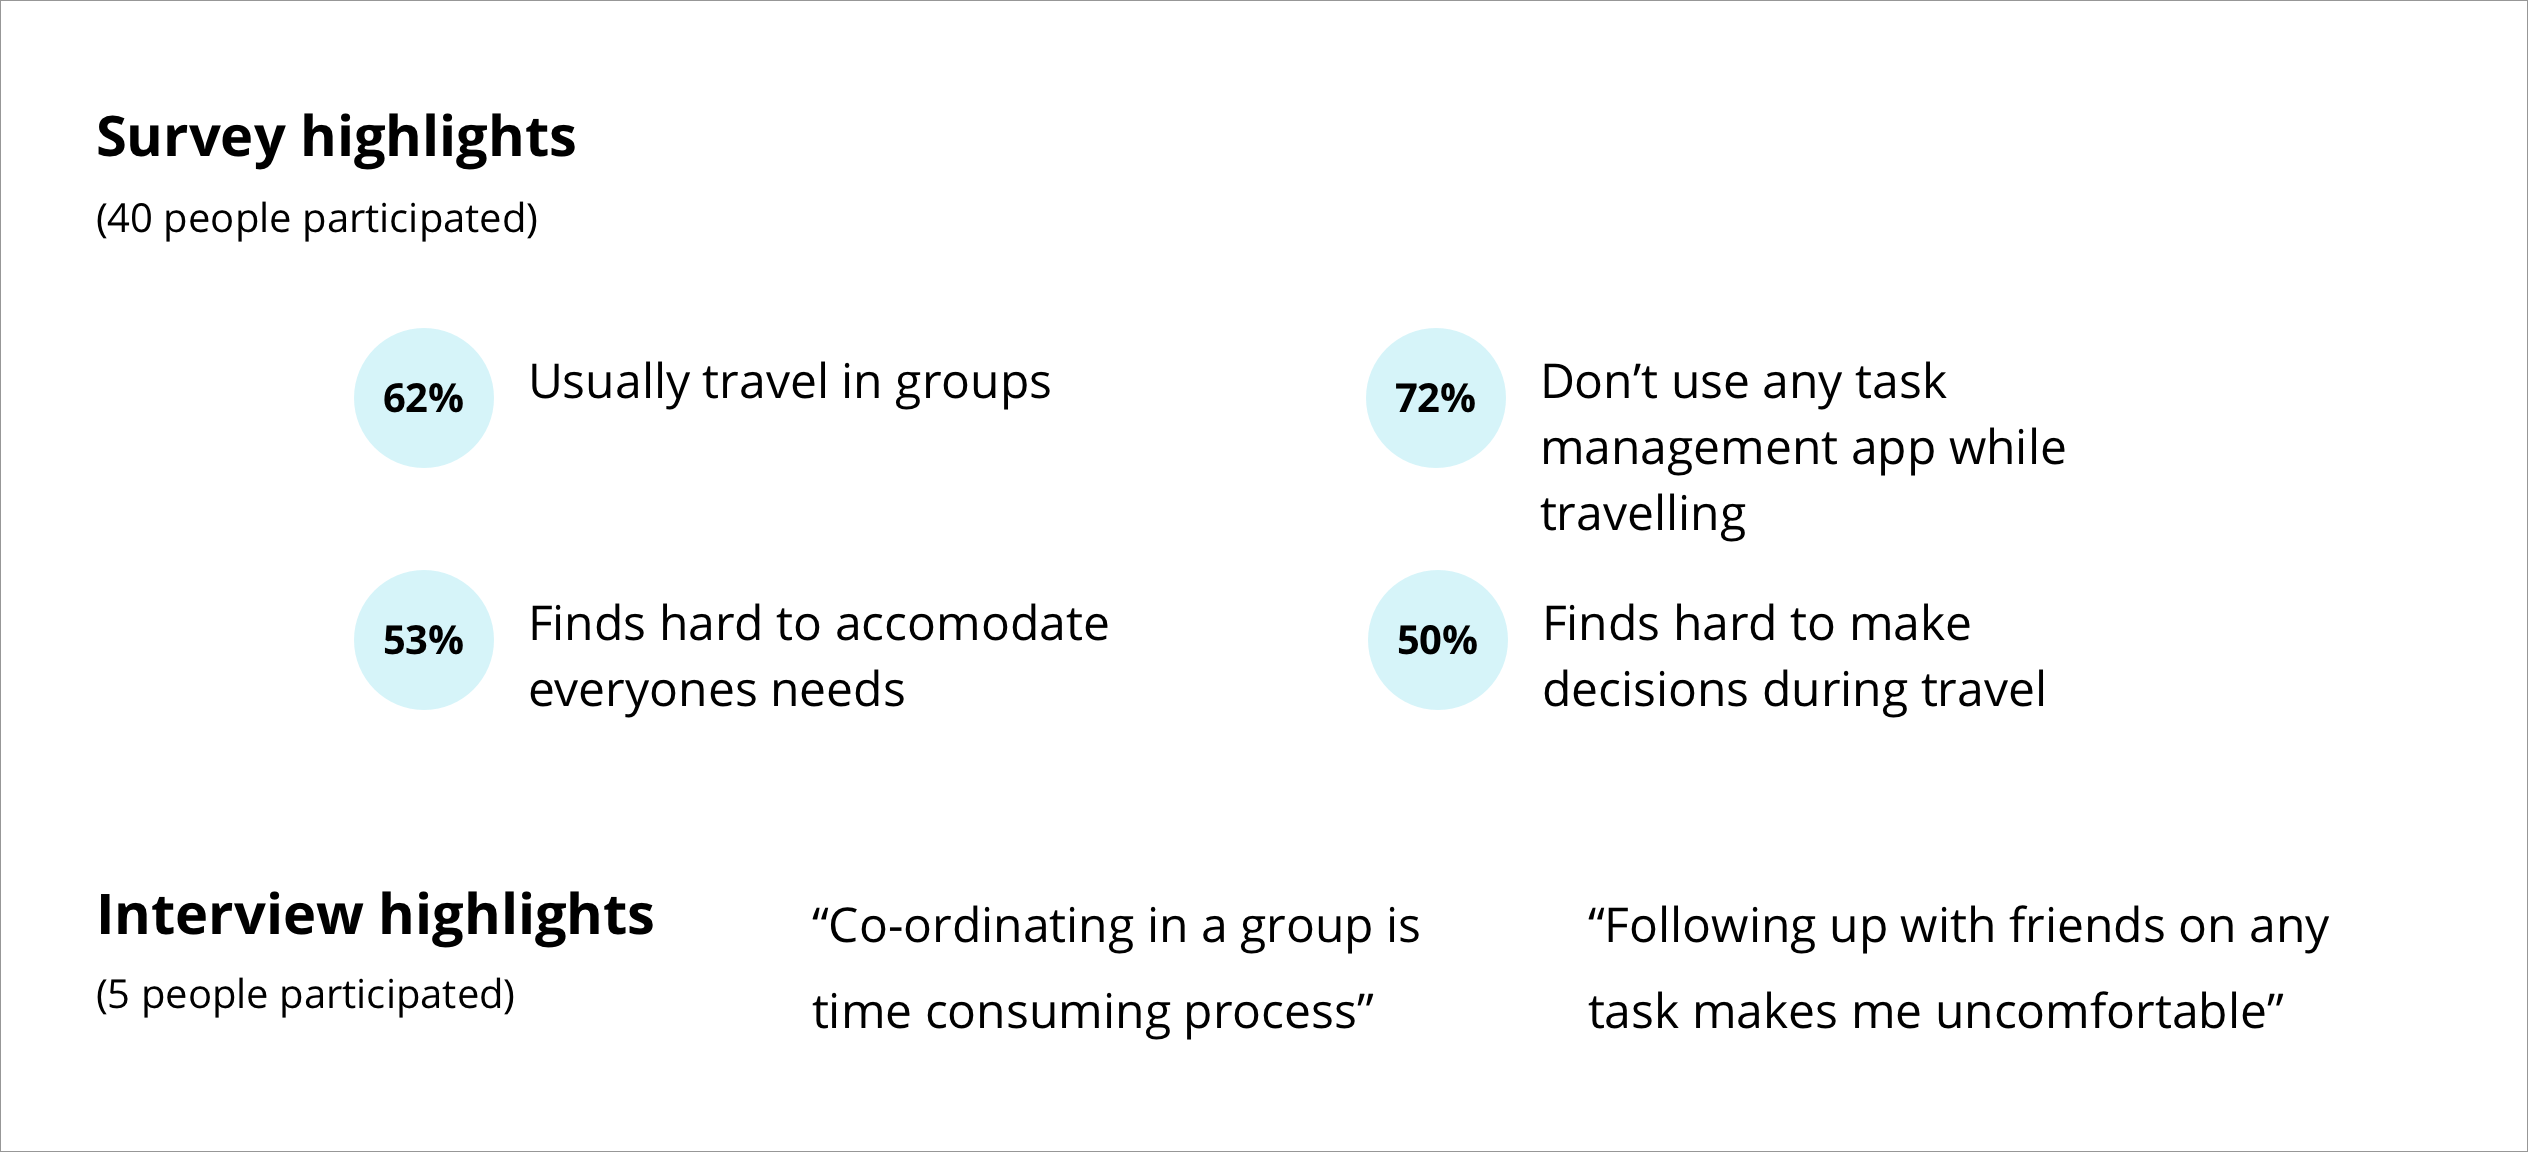 Survey highlights
(40 people participated)
62%
Usually travel in groups
72%
Don’t use any task
management app while
travelling
53%
Finds hard to accomodate
everyones needs
50%
Finds hard to make
decisions during travel
Interview highlights
(5 people participated)
“Co-ordinating in a group is
time consuming process”
“Following up with friends on any
task makes me uncomfortable”